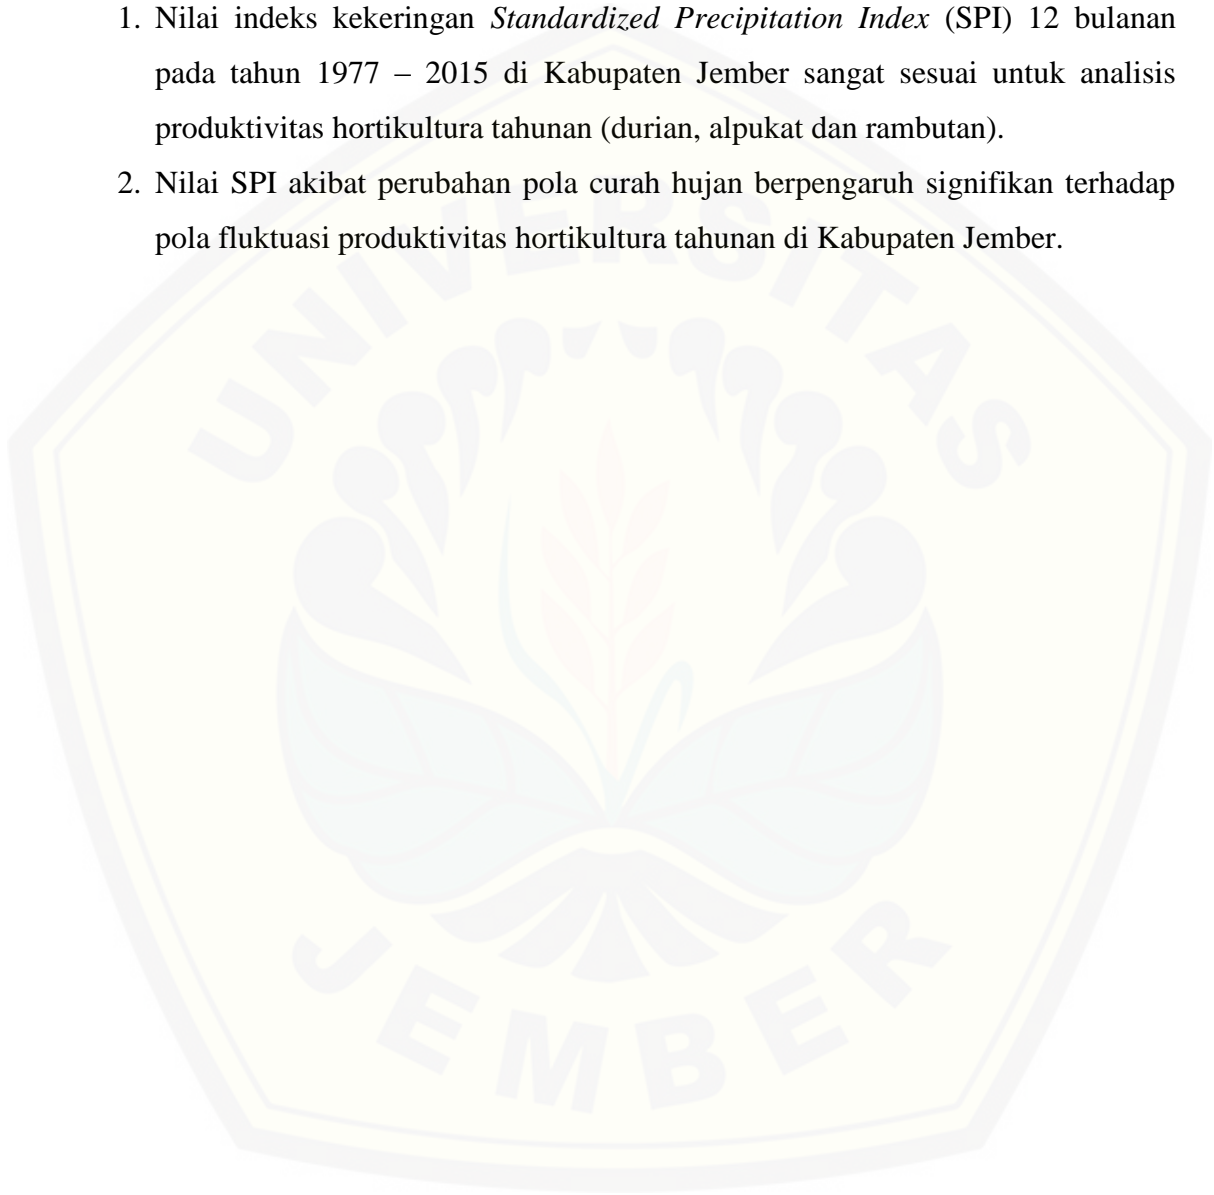 1. Nilai indeks kekeringan Standardized Precipitation Index (SPI) 12 bulanan
pada tahun 1977 – 2015 di Kabupaten Jember sangat sesuai untuk analisis
produktivitas hortikultura tahunan (durian, alpukat dan rambutan).
2. Nilai SPI akibat perubahan pola curah hujan berpengaruh signifikan terhadap
pola fluktuasi produktivitas hortikultura tahunan di Kabupaten Jember.
UNIVERSITAS
JEMBER